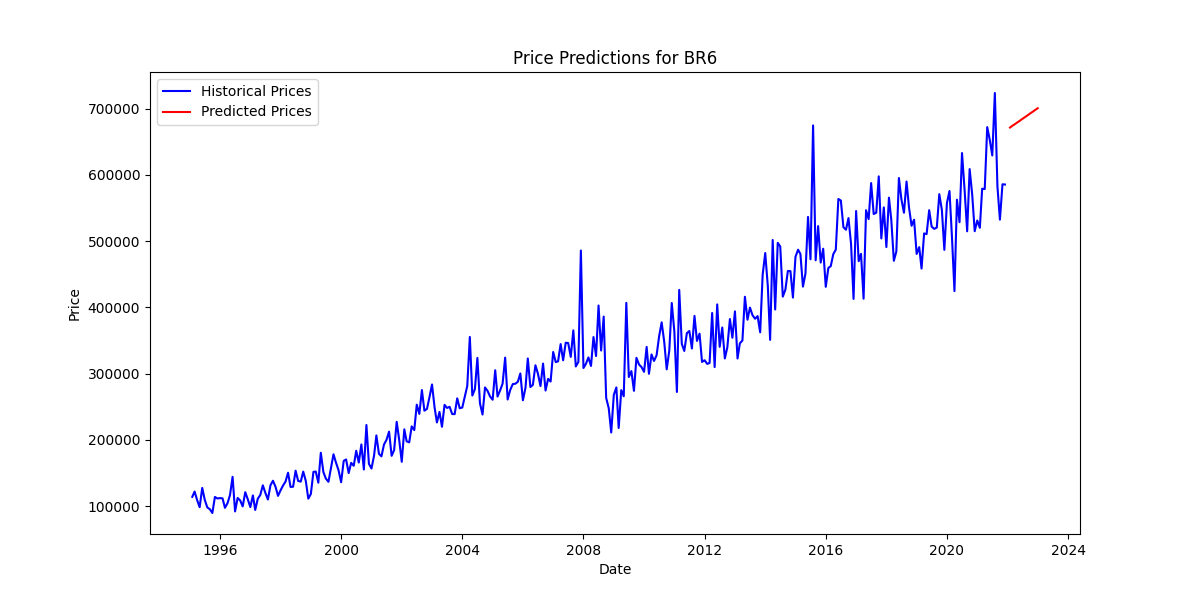 Price Predictions for BR6
Historical Prices
Predicted Prices
700000
600000
500000
400000
300000
200000
100000
Price
1996 2000 2004 2008 2012 2016 2020 2024
Date